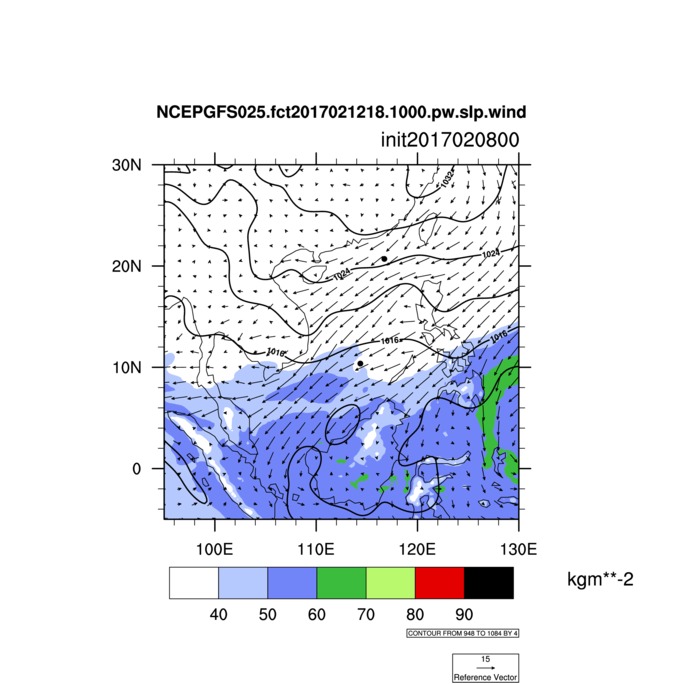 NCEPGFS025.fct2017021218.1000.pw.slp.wind
init2017020800
30N
1032
20N
1024
1024
1016
1016
1016
10N
0
100E
110E
120E
130E
kgm**-2
40 50 60 70 80 90
CONTOUR FROM 948 TO 1084 BY 4
15
Reference Vector